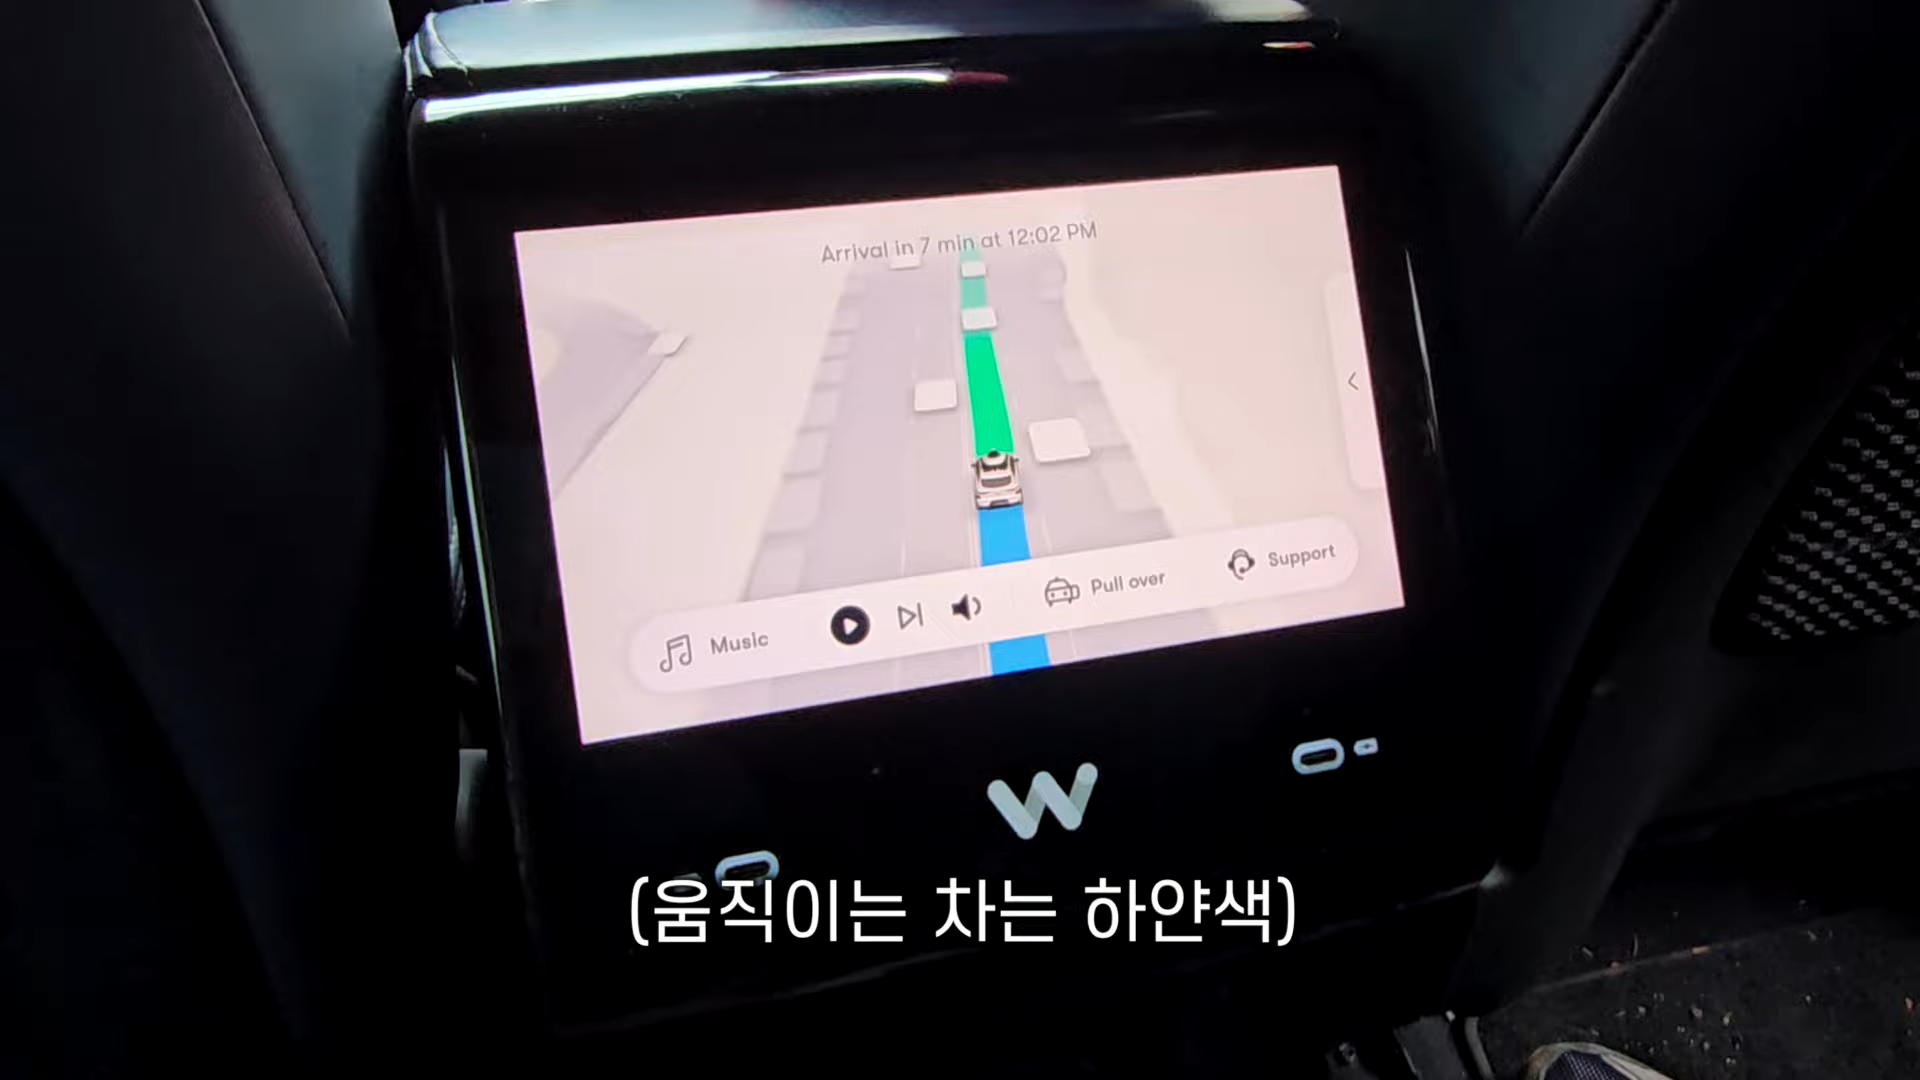 Arrival in 7 min at 12:02 PM
Music
Pull over
Support
W
(움직이는 차는 하얀색)